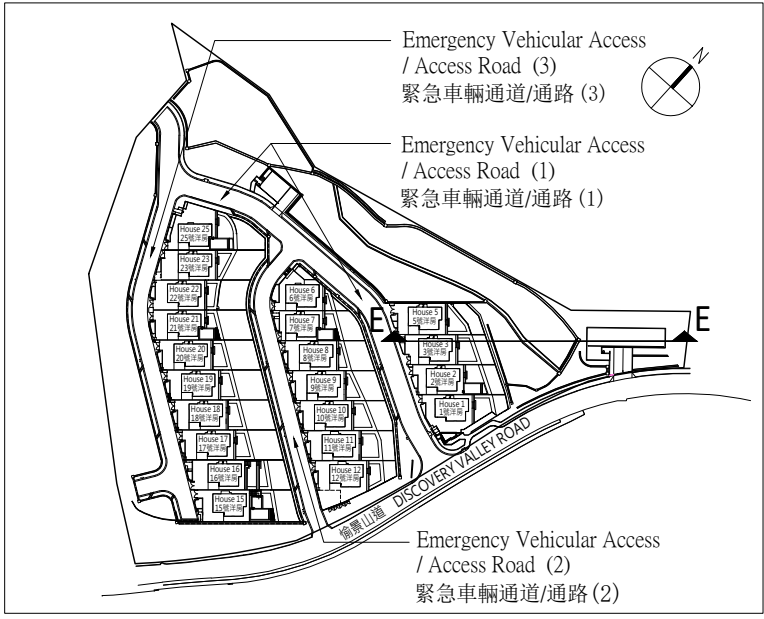 Emergency Vehicular Access
/ Access Road (3)
緊急車輛通道/通路 (3)
N
Emergency Vehicular Access
/ Access Road (1)
緊急車輛通道/通路 (1)
House 25
25號洋房
House 23
23號洋房
House 22
22號洋房
House 21
21號洋房
House 20
20號洋房
House 19
19號洋房
House 18
18號洋房
House 17
17號洋房
House 16
16號洋房
House 15
15號洋房
House 6
6號洋房
House 7
7號洋房
House 8
8號洋房
House 9
9號洋房
House 10
10號洋房
House 11
11號洋房
House 12
12號洋房
House 5
5號洋房
House 3
3號洋房
House 2
2號洋房
House 1
1號洋房
E
E
愉景山道 DISCOVERY VALLEY ROAD
Emergency Vehicular Access
/ Access Road (2)
緊急車輛通道/通路 (2)